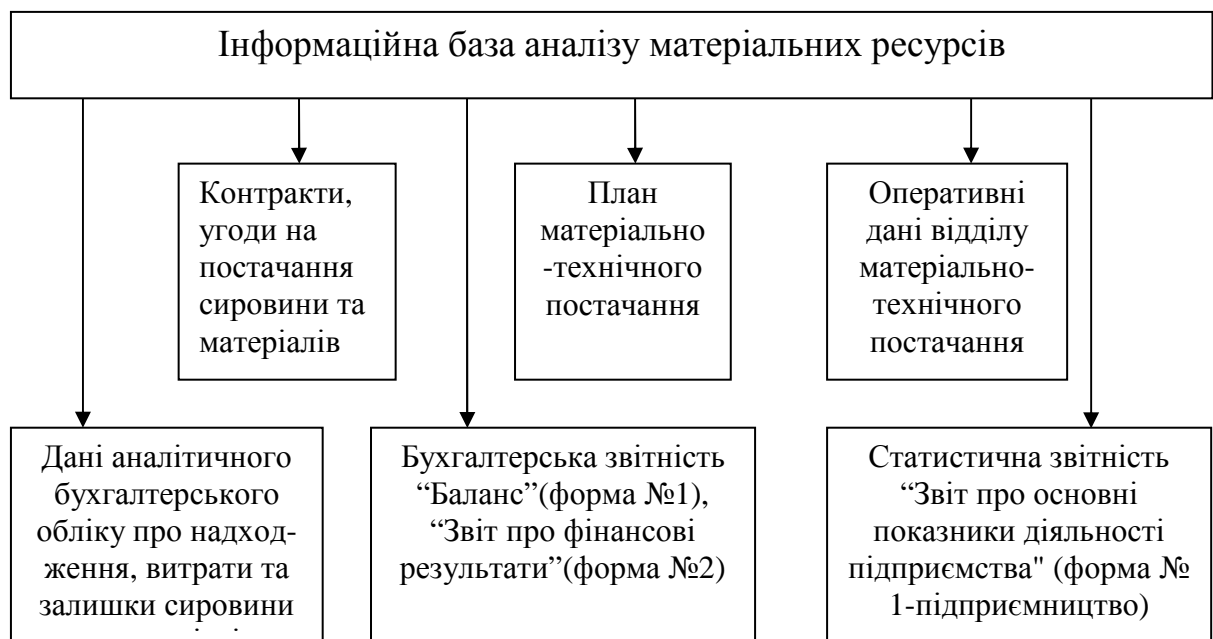 Інформаційна база аналізу матеріальних ресурсів
Контракти,
угоди на
постачання
сировини та
матеріалів
План
матеріально
-технічного
постачання
Оперативні
дані відділу
матеріально-
технічного
постачання
Дані аналітичного
бухгалтерського
обліку про надход-
ження, витрати та
залишки сировини
Бухгалтерська звітність
“Баланс”(форма №1),
“Звіт про фінансові
результати”(форма №2)
Статистична звітність
“Звіт про основні
показники діяльності
підприємства" (форма №
1-підприємництво)